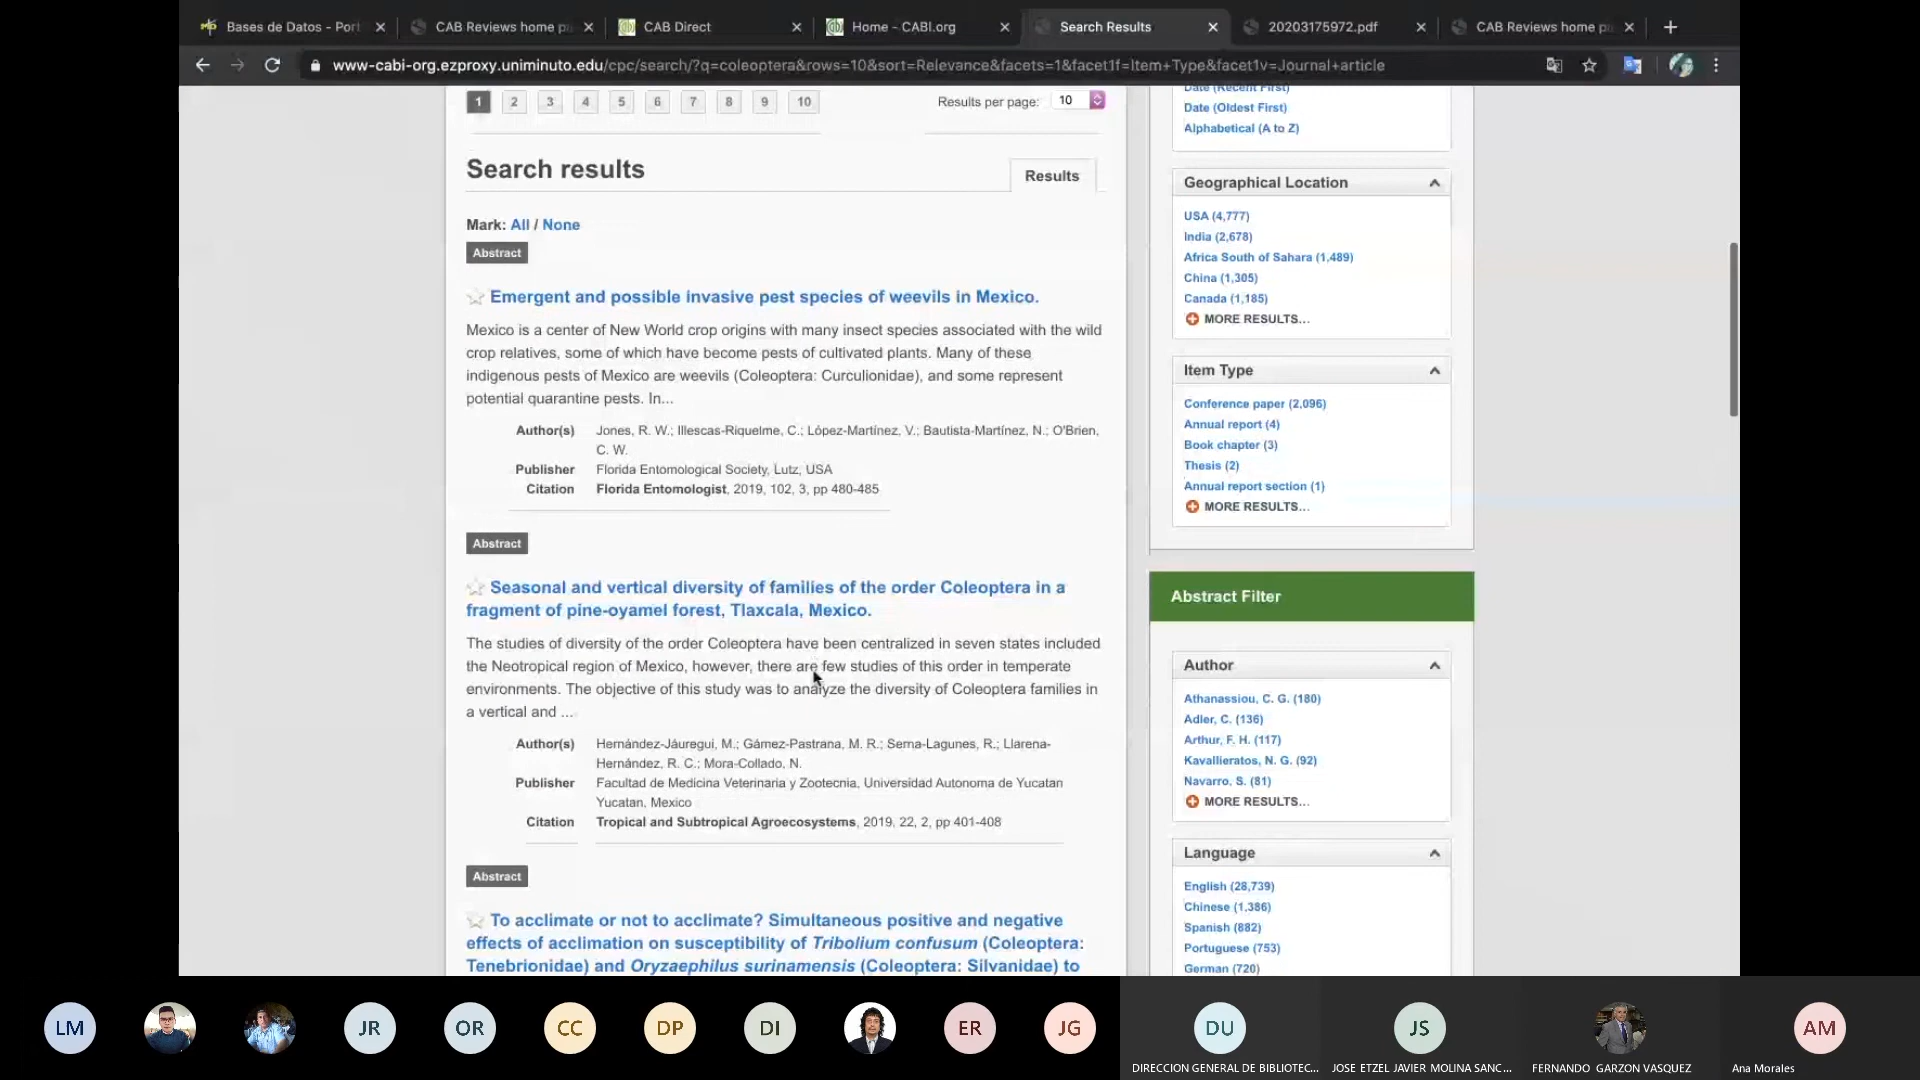 Bases de Datos - Port
CAB Reviews home p
CAB Direct
Home - CABI.org
Search Results
20203175972.pdf
CAB Reviews home p
www-cabi-org.ezproxy.uniminuto.edu/cpc/search/?q=coleoptera&rows=10&sort=Relevance&facets=1&facet1f=Item+Type&facet1v=Journal+article
1 2 3 4 5 6 7 8 9 10
Results per page: 10
Search results
Results
Mark: All / None
Abstract
Emergent and possible invasive pest species of weevils in Mexico.
Mexico is a center of New World crop origins with many insect species associated with the wild
crop relatives, some of which have become pests of cultivated plants. Many of these
indigenous pests of Mexico are weevils (Coleoptera: Curculionidae), and some represent
potential quarantine pests. In...
Author(s) Jones, R. W.; Illescas-Riquelme, C.; López-Martínez, V.; Bautista-Martínez, N.; O'Brien,
C. W.
Publisher Florida Entomological Society, Lutz, USA
Citation Florida Entomologist, 2019, 102, 3, pp 480-485
Abstract
Seasonal and vertical diversity of families of the order Coleoptera in a
fragment of pine-oyamel forest, Tlaxcala, Mexico.
The studies of diversity of the order Coleoptera have been centralized in seven states included
the Neotropical region of Mexico, however, there are few studies of this order in temperate
environments. The objective of this study was to analyze the diversity of Coleoptera families in
a vertical and ...
Author(s) Hernández-Jáuregui, M.; Gámez-Pastrana, M. R.; Serna-Lagunes, R.; Llarena-
Hernández, R. C.; Mora-Collado, N.
Publisher Facultad de Medicina Veterinaria y Zootecnia, Universidad Autonoma de Yucatan
Yucatan, Mexico
Citation Tropical and Subtropical Agroecosystems, 2019, 22, 2, pp 401-408
Abstract
To acclimate or not to acclimate? Simultaneous positive and negative
effects of acclimation on susceptibility of Tribolium confusum (Coleoptera:
Tenebrionidae) and Oryzaephilus surinamensis (Coleoptera: Silvanidae) to
Date (Recent First)
Date (Oldest First)
Alphabetical (A to Z)
Geographical Location
USA (4,777)
India (2,678)
Africa South of Sahara (1,489)
China (1,305)
Canada (1,185)
MORE RESULTS...
Item Type
Conference paper (2,096)
Annual report (4)
Book chapter (3)
Thesis (2)
Annual report section (1)
MORE RESULTS...
Abstract Filter
Author
Athanassiou, C. G. (180)
Adler, C. (136)
Arthur, F. H. (117)
Kavallieratos, N. G. (92)
Navarro, S. (81)
MORE RESULTS...
Language
English (28,739)
Chinese (1,386)
Spanish (882)
Portuguese (753)
German (720)
LM
JR
OR
CC
DP
DI
ER
JG
DU
JS
AM
DIRECCION GENERAL DE BIBLIOTEC...
JOSE ETZEL JAVIER MOLINA SANC...
FERNANDO GARZON VASQUEZ
Ana Morales